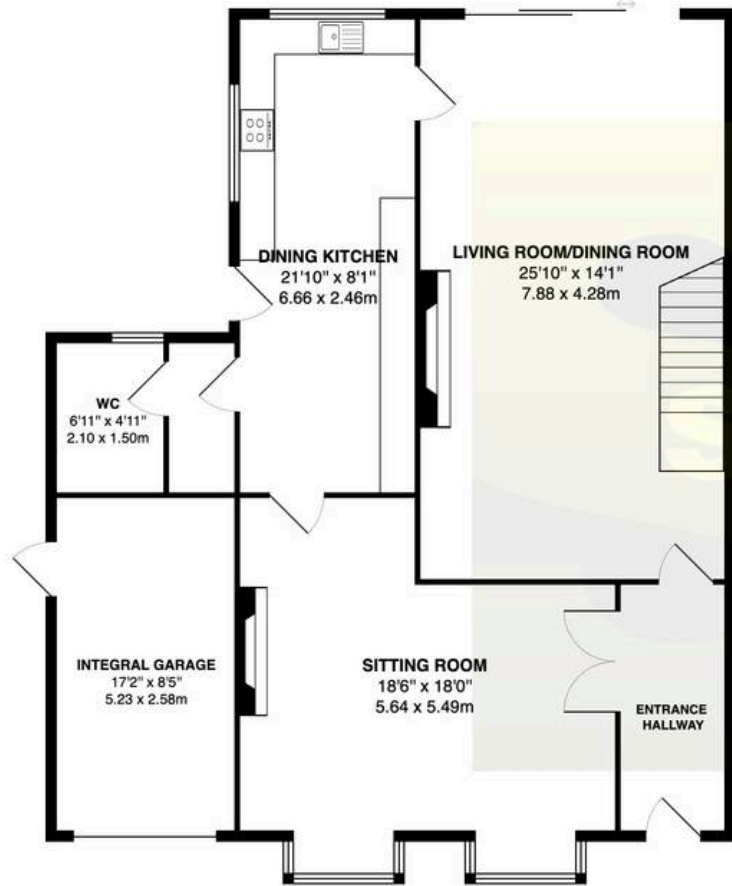 DINING KITCHEN
21'10" x 8'1"
6.66 x 2.46m
LIVING ROOM/DINING ROOM
25'10" x 14'1"
7.88 x 4.28m
WC
6'11" x 4'11"
2.10 x 1.50m
INTEGRAL GARAGE
17'2" x 8'5"
5.23 x 2.58m
SITTING ROOM
18'6" x 18'0"
5.64 x 5.49m
ENTRANCE
HALLWAY